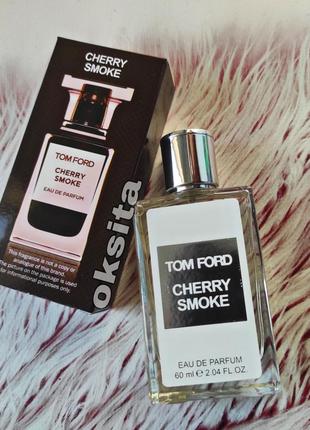 CHERRY
SMOKE
TOM FORD
CHERRY
SMOKE
EAU DE PARFUM
This fragrance is not a copy or
analogue of this brand.
The picture on the package is used
for informational purposes only.
oksita
TOM FORD
CHERRY
SMOKE
EAU DE PARFUM
60 ml ℮ 2.04 FL.OZ.